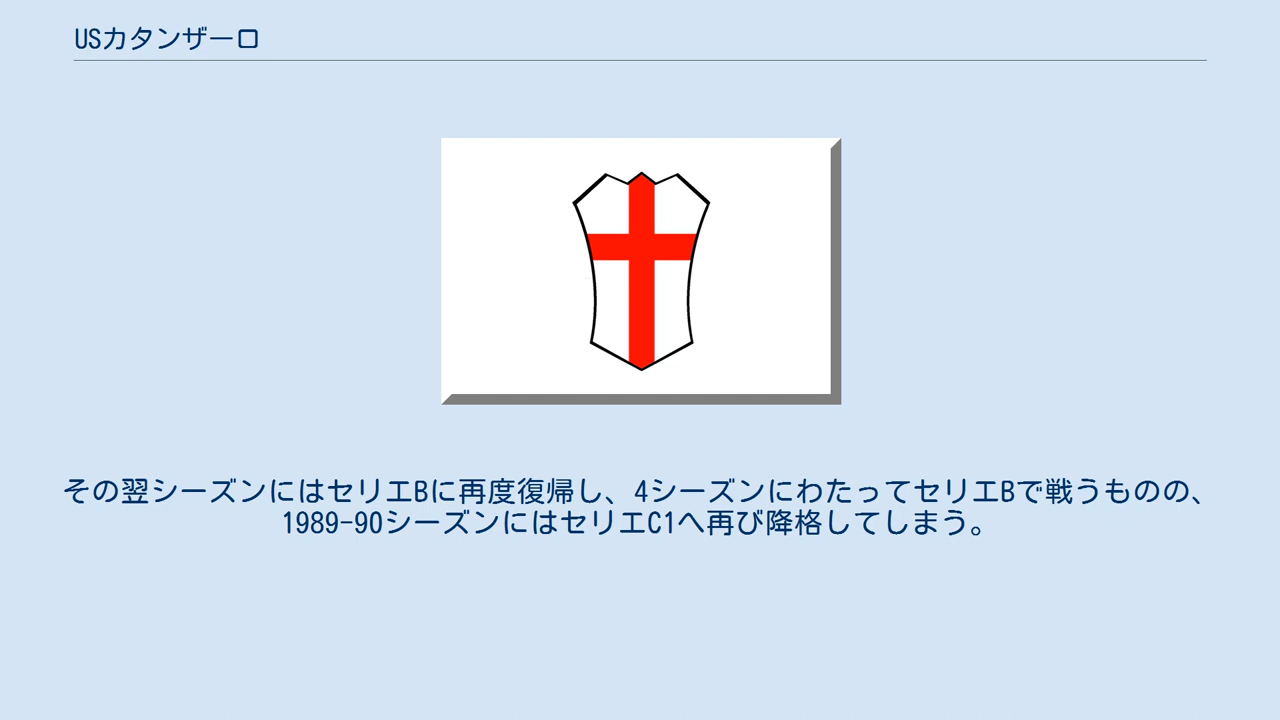 USカタンザーロ
その翌シーズンにはセリエBに再度復帰し、4シーズンにわたってセリエBで戦うものの、
1989-90シーズンにはセリエC1へ再び降格してしまう。